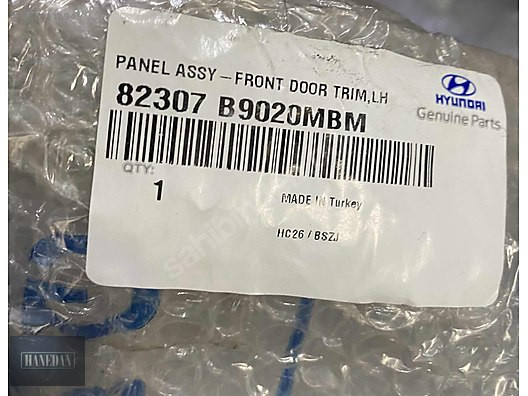 PANEL ASSY-FRONT DOOR TRIM,LH
82307 B9020MBM
HYUNDAI
Genuine Parts
QTY:
1
MADE IN Turkey
HC26 / BSZJ
sahibinden
HANEDAN